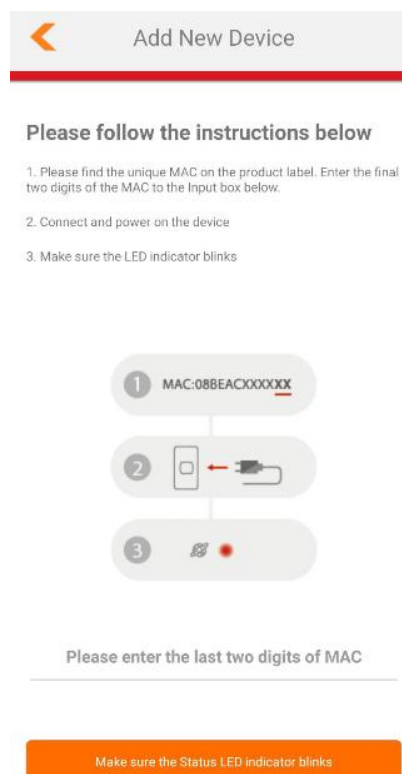 Add New Device
Please follow the instructions below
1. Please find the unique MAC on the product label. Enter the final
two digits of the MAC to the Input box below.
2. Connect and power on the device
3. Make sure the LED indicator blinks
1 MAC:08BEACXXXXXX
2
3
Please enter the last two digits of MAC
Make sure the Status LED indicator blinks